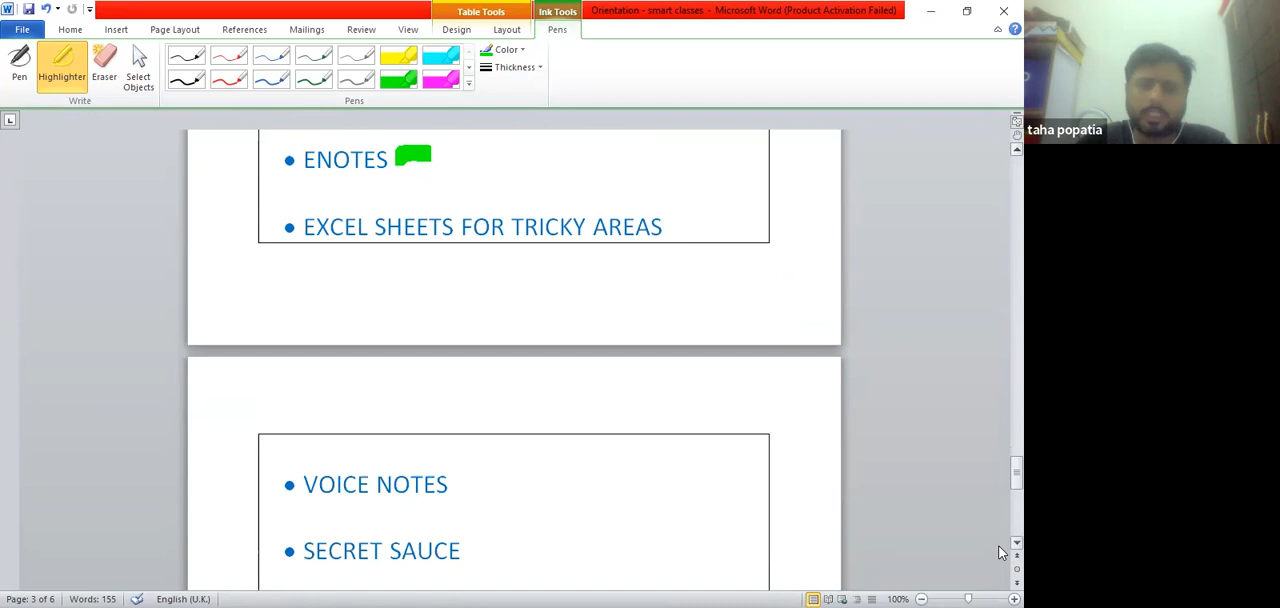 Table Tools
Ink Tools
Orientation - smart classes - Microsoft Word (Product Activation Failed)
File
Home
Insert
Page Layout
References
Mailings
Review
View
Design
Layout
Pens
Pen
Highlighter
Eraser
Select Objects
Color
Thickness
Write
Pens
taha popatia
• ENOTES
• EXCEL SHEETS FOR TRICKY AREAS
• VOICE NOTES
• SECRET SAUCE
Page: 3 of 6
Words: 155
English (U.K.)
100%